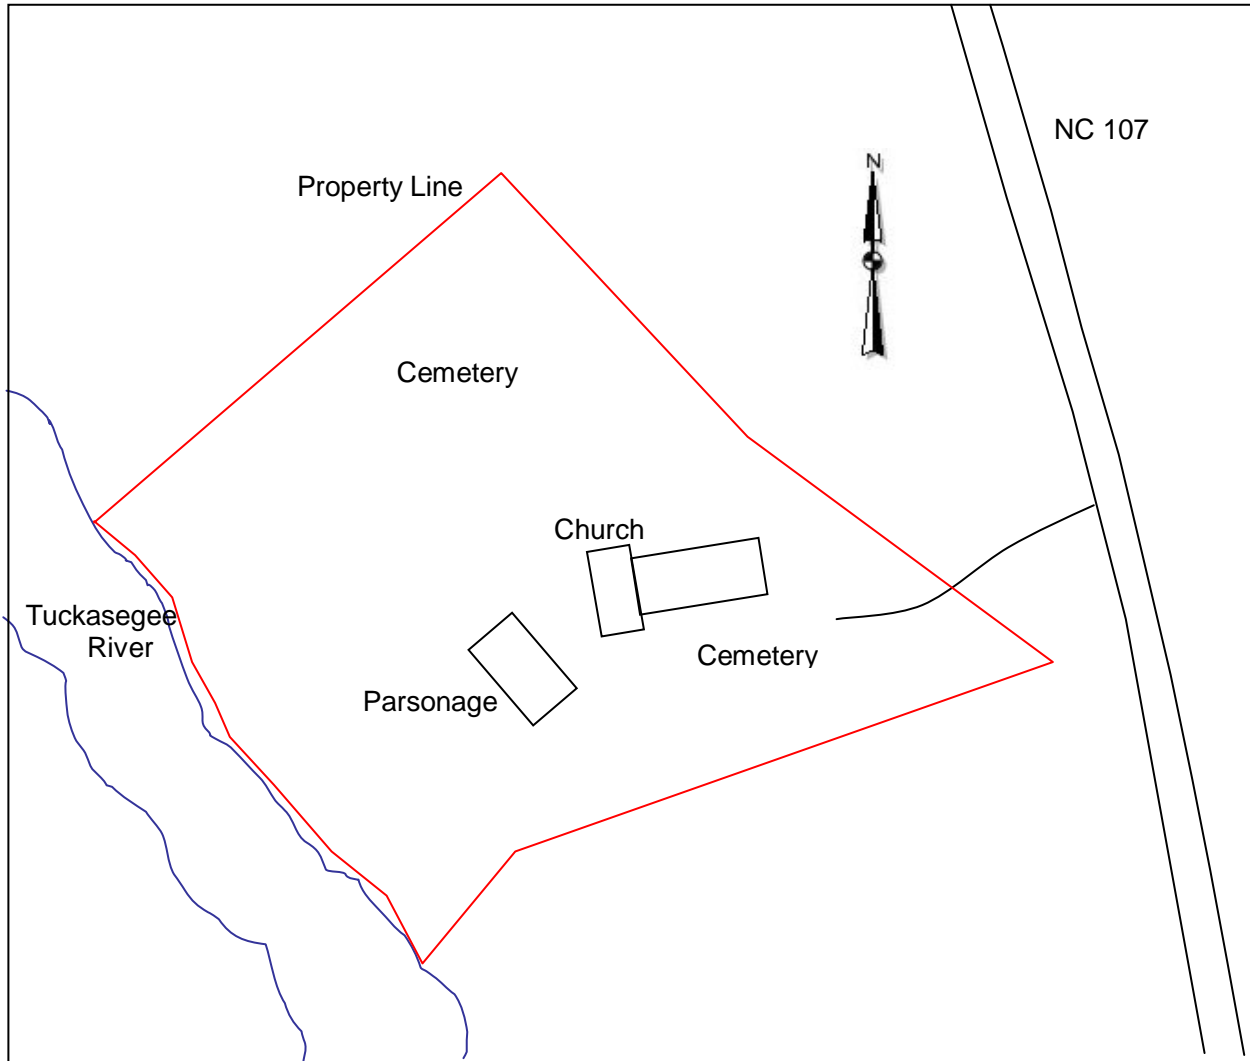 NC 107
N
Property Line
Cemetery
Church
Tuckasegee
River
Cemetery
Parsonage